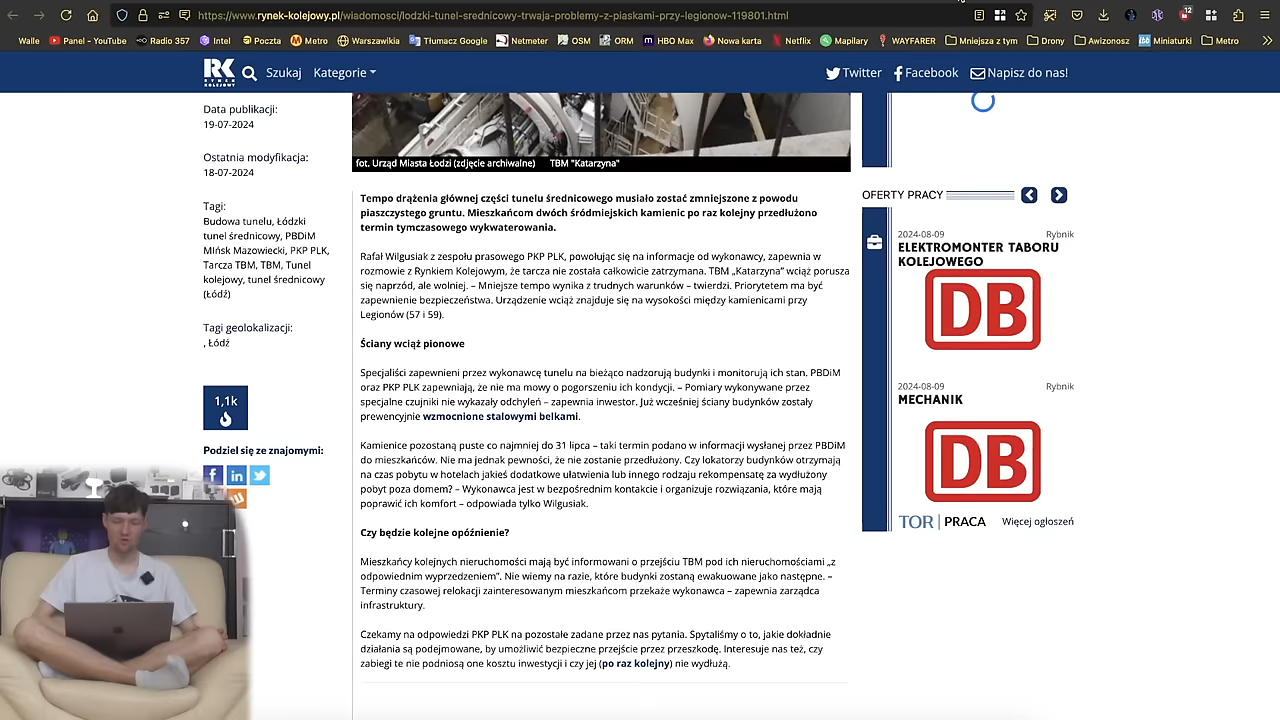 https://www.rynek-kolejowy.pl/wiadomosci/lodzki-tunel-srednicowy-trwaja-problemy-z-piaskami-przy-legionow-119801.html
12
Walle
Panel - YouTube
Radio 357
Intel
Poczta
Metro
Warszawikia
Tłumacz Google
Netmeter
OSM
ORM
HBO Max
Nowa karta
Netflix
Mapilary
WAYFARER
Mniejsza z tym
Drony
Awizonosz
Miniaturki
Metro
RK
RYNEK
KOLEJOWY
Szukaj
Kategorie
Twitter
Facebook
Napisz do nas!
Data publikacji:
19-07-2024
Ostatnia modyfikacja:
18-07-2024
Tagi:
Budowa tunelu, Łódzki
tunel średnicowy, PBDiM
MIńsk Mazowiecki, PKP PLK,
Tarcza TBM, TBM, Tunel
kolejowy, tunel średnicowy
(Łódź)
Tagi geolokalizacji:
, Łódź
1,1k
Podziel się ze znajomymi:
fot. Urząd Miasta Łodzi (zdjęcie archiwalne) TBM "Katarzyna"
Tempo drążenia głównej części tunelu średnicowego musiało zostać zmniejszone z powodu
piaszczystego gruntu. Mieszkańcom dwóch śródmiejskich kamienic po raz kolejny przedłużono
termin tymczasowego wykwaterowania.
Rafał Wilgusiak z zespołu prasowego PKP PLK, powołując się na informacje od wykonawcy, zapewnia w
rozmowie z Rynkiem Kolejowym, że tarcza nie została całkowicie zatrzymana. TBM „Katarzyna” wciąż porusza
się naprzód, ale wolniej. – Mniejsze tempo wynika z trudnych warunków – twierdzi. Priorytetem ma być
zapewnienie bezpieczeństwa. Urządzenie wciąż znajduje się na wysokości między kamienicami przy
Legionów (57 i 59).
Ściany wciąż pionowe
Specjaliści zapewnieni przez wykonawcę tunelu na bieżąco nadzorują budynki i monitorują ich stan. PBDiM
oraz PKP PLK zapewniają, że nie ma mowy o pogorszeniu ich kondycji. – Pomiary wykonywane przez
specjalne czujniki nie wykazały odchyleń – zapewnia inwestor. Już wcześniej ściany budynków zostały
prewencyjnie wzmocnione stalowymi belkami.
Kamienice pozostaną puste co najmniej do 31 lipca – taki termin podano w informacji wysłanej przez PBDiM
do mieszkańców. Nie ma jednak pewności, że nie zostanie przedłużony. Czy lokatorzy budynków otrzymają
na czas pobytu w hotelach jakieś dodatkowe ułatwienia lub innego rodzaju rekompensatę za wydłużony
pobyt poza domem? – Wykonawca jest w bezpośrednim kontakcie i organizuje rozwiązania, które mają
poprawić ich komfort – odpowiada tylko Wilgusiak.
Czy będzie kolejne opóźnienie?
Mieszkańcy kolejnych nieruchomości mają być informowani o przejściu TBM pod ich nieruchomościami „z
odpowiednim wyprzedzeniem”. Nie wiemy na razie, które budynki zostaną ewakuowane jako następne. –
Terminy czasowej relokacji zainteresowanym mieszkańcom przekaże wykonawca – zapewnia zarządca
infrastruktury.
Czekamy na odpowiedzi PKP PLK na pozostałe zadane przez nas pytania. Spytaliśmy o to, jakie dokładnie
działania są podejmowane, by umożliwić bezpieczne przejście przez przeszkodę. Interesuje nas też, czy
zabiegi te nie podniosą one kosztu inwestycji i czy jej (po raz kolejny) nie wydłużą.
OFERTY PRACY
2024-08-09 Rybnik
ELEKTROMONTER TABORU
KOLEJOWEGO
DB
2024-08-09 Rybnik
MECHANIK
DB
TOR | PRACA Więcej ogłoszeń